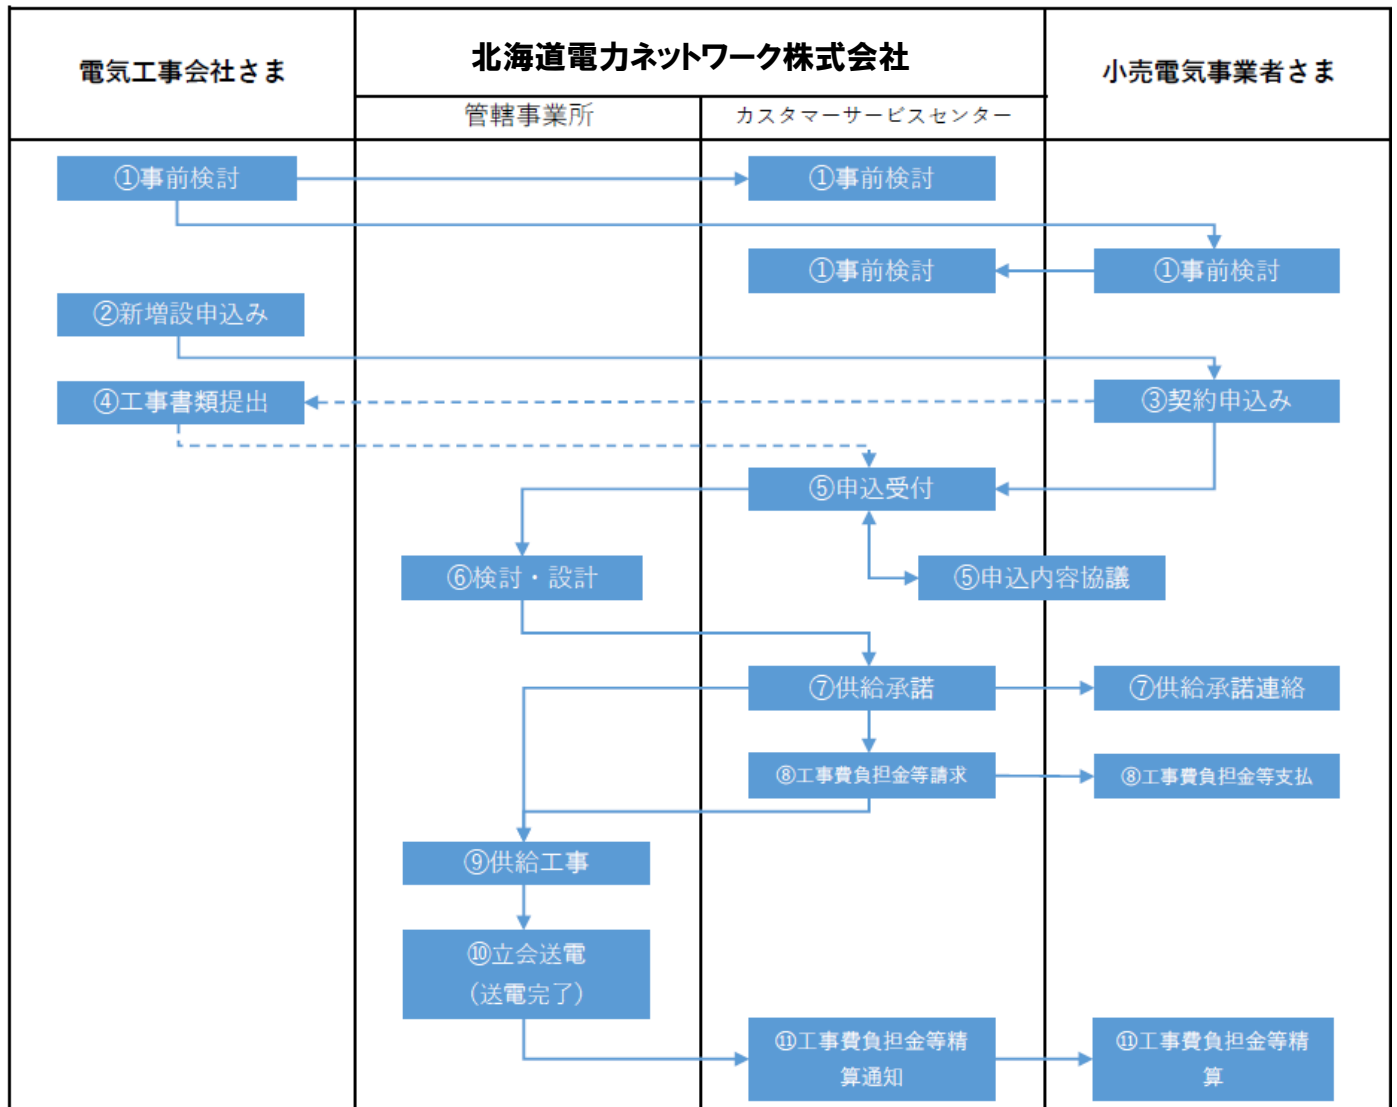 電気工事会社さま
北海道電力ネットワーク株式会社
小売電気事業者さま
管轄事業所
カスタマーサービスセンター
①事前検討
①事前検討
①事前検討
①事前検討
②新増設申込み
④工事書類提出
③契約申込み
⑤申込受付
⑥検討・設計
⑤申込内容協議
⑦供給承諾
⑦供給承諾連絡
⑧工事費負担金等請求
⑧工事費負担金等支払
⑨供給工事
⑩立会送電
（送電完了）
⑪工事費負担金等精
算通知
⑪工事費負担金等精
算